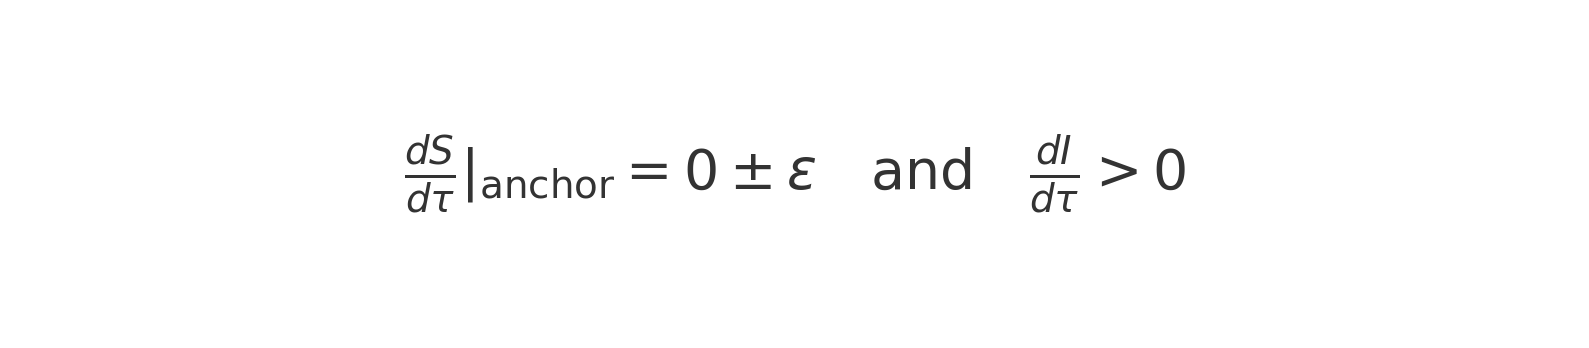 dS/dτ |anchor = 0 ± ε and dI/dτ > 0